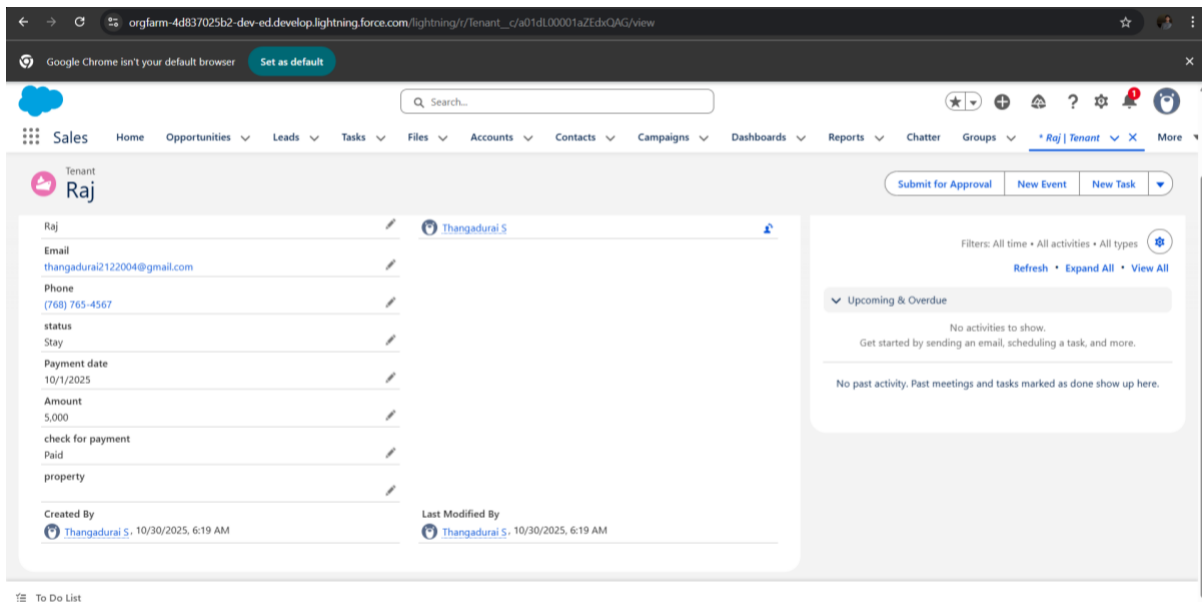 orgfarm-4d837025b2-dev-ed.develop.lightning.force.com/lightning/r/Tenant__c/a01dL00001aZEdxQAG/view
Google Chrome isn't your default browser
Set as default
×
Search...
1
Sales
Home
Opportunities
Leads
Tasks
Files
Accounts
Contacts
Campaigns
Dashboards
Reports
Chatter
Groups
* Raj | Tenant
More
Tenant
Raj
Submit for Approval
New Event
New Task
Raj
Thangadurai S
Email
thangadurai2122004@gmail.com
Phone
(768) 765-4567
status
Stay
Payment date
10/1/2025
Amount
5,000
check for payment
Paid
property
Created By
Thangadurai S, 10/30/2025, 6:19 AM
Last Modified By
Thangadurai S, 10/30/2025, 6:19 AM
Filters: All time • All activities • All types
Refresh • Expand All • View All
Upcoming & Overdue
No activities to show.
Get started by sending an email, scheduling a task, and more.
No past activity. Past meetings and tasks marked as done show up here.
To Do List